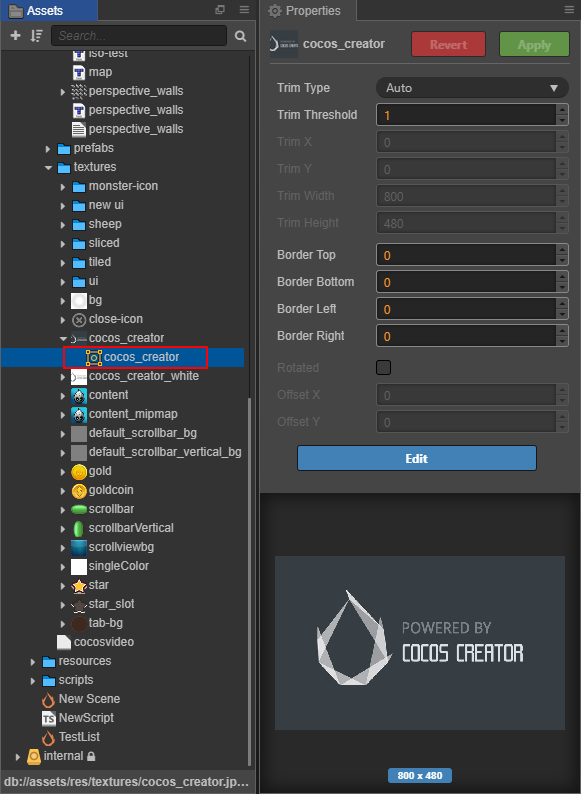 Assets
Search...
iso-test
map
perspective_walls
perspective_walls
perspective_walls
prefabs
textures
monster-icon
new ui
sheep
sliced
tiled
ui
bg
close-icon
cocos_creator
cocos_creator
cocos_creator_white
content
content_mipmap
default_scrollbar_bg
default_scrollbar_vertical_bg
gold
goldcoin
scrollbar
scrollbarVertical
scrollviewbg
singleColor
star
star_slot
tab-bg
cocosvideo
resources
scripts
New Scene
TS NewScript
TestList
internal
db://assets/res/textures/cocos_creator.jp...
Properties
cocos_creator
Revert
Apply
Trim Type Auto
Trim Threshold 1
Trim X 0
Trim Y 0
Trim Width 800
Trim Height 480
Border Top 0
Border Bottom 0
Border Left 0
Border Right 0
Rotated
Offset X 0
Offset Y 0
Edit
POWERED BY
COCOS CREATOR
800 x 480